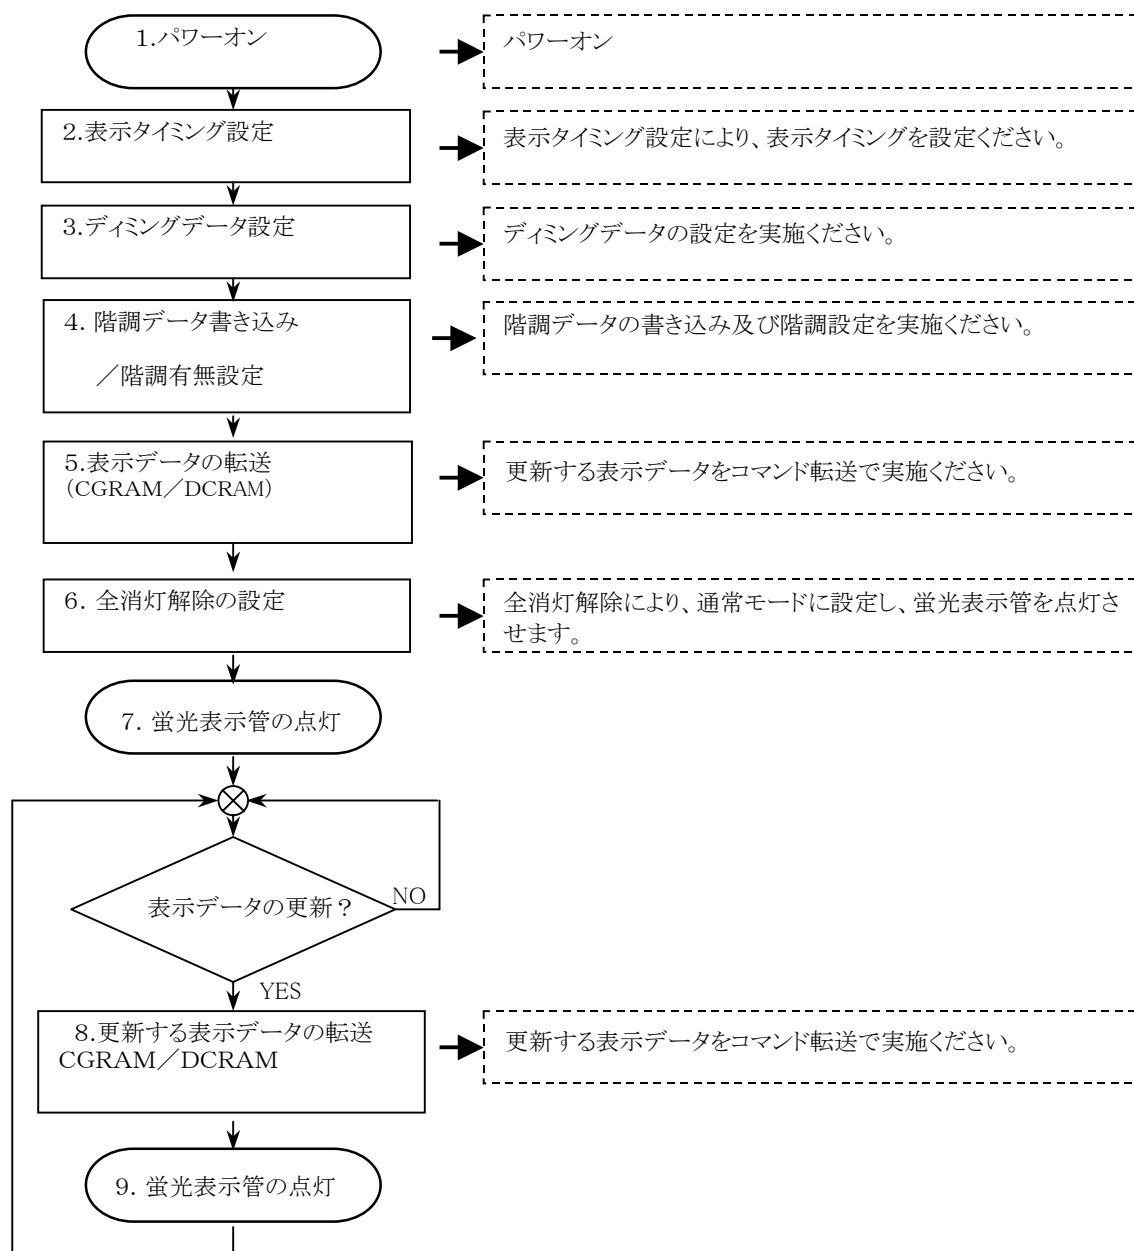 1.パワーオン
パワーオン
2.表示タイミング設定
表示タイミング設定により、表示タイミングを設定ください。
3.ディミングデータ設定
ディミングデータの設定を実施ください。
4. 階調データ書き込み
／階調有無設定
階調データの書き込み及び階調設定を実施ください。
5.表示データの転送
(CGRAM／DCRAM)
更新する表示データをコマンド転送で実施ください。
6. 全消灯解除の設定
全消灯解除により、通常モードに設定し、蛍光表示管を点灯さ
せます。
7. 蛍光表示管の点灯
表示データの更新？
NO
YES
8.更新する表示データの転送
CGRAM／DCRAM
更新する表示データをコマンド転送で実施ください。
9. 蛍光表示管の点灯